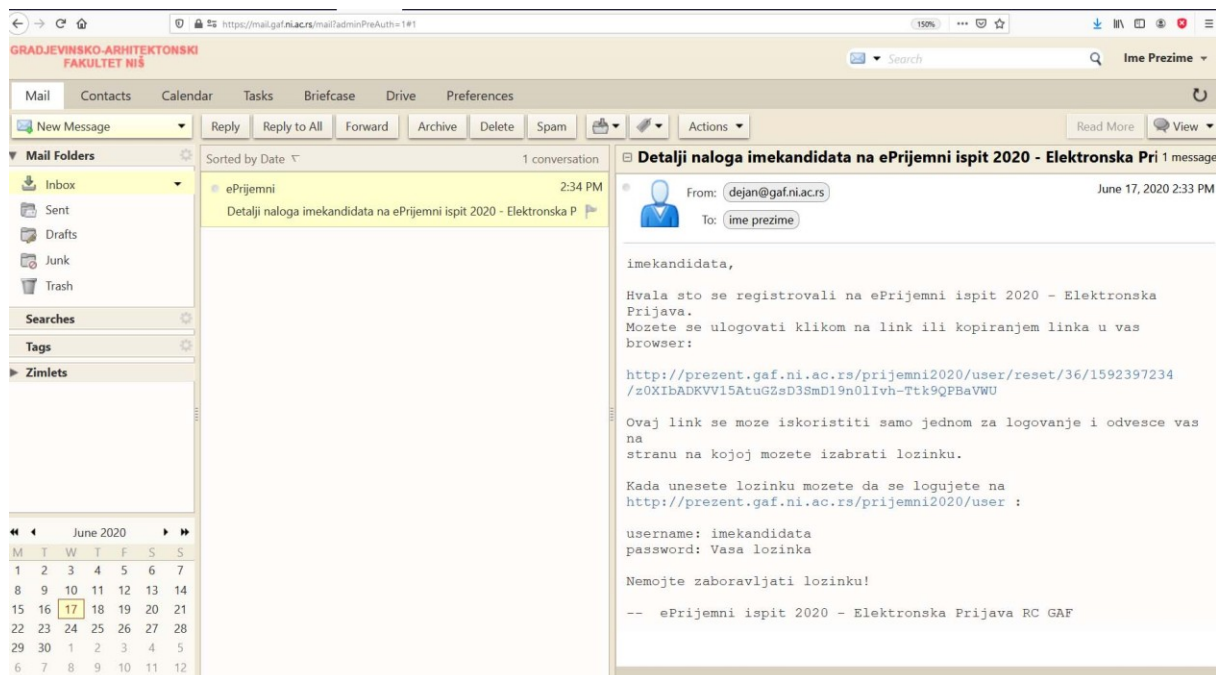 https://mail.gaf.ni.ac.rs/mail?adminPreAuth=1#1
150%
GRADJEVINSKO-ARHITEKTONSKI
FAKULTET NIŠ
Search
Ime Prezime
Mail Contacts Calendar Tasks Briefcase Drive Preferences
New Message
Reply Reply to All Forward Archive Delete Spam Actions Read More View
Mail Folders
Inbox
Sent
Drafts
Junk
Trash
Searches
Tags
Zimlets
June 2020
M T W T F S S
1 2 3 4 5 6 7
8 9 10 11 12 13 14
15 16 17 18 19 20 21
22 23 24 25 26 27 28
29 30 1 2 3 4 5
6 7 8 9 10 11 12
Sorted by Date 1 conversation
ePrijemni 2:34 PM
Detalji naloga imekandidata na ePrijemni ispit 2020 - Elektronska P
Detalji naloga imekandidata na ePrijemni ispit 2020 - Elektronska Pri 1 message
From: dejan@gaf.ni.ac.rs June 17, 2020 2:33 PM
To: ime prezime
imekandidata,
Hvala sto se registrovali na ePrijemni ispit 2020 - Elektronska
Prijava.
Mozete se ulogovati klikom na link ili kopiranjem linka u vas
browser:
http://prezent.gaf.ni.ac.rs/prijemni2020/user/reset/36/1592397234
/z0XIbADKVV15AtuGZsD3SmD19n0lIvh-Ttk9QPBaVWU
Ovaj link se moze iskoristiti samo jednom za logovanje i odvesce vas
na
stranu na kojoj mozete izabrati lozinku.
Kada unesete lozinku mozete da se logujete na
http://prezent.gaf.ni.ac.rs/prijemni2020/user :
username: imekandidata
password: Vasa lozinka
Nemojte zaboravljati lozinku!
-- ePrijemni ispit 2020 - Elektronska Prijava RC GAF